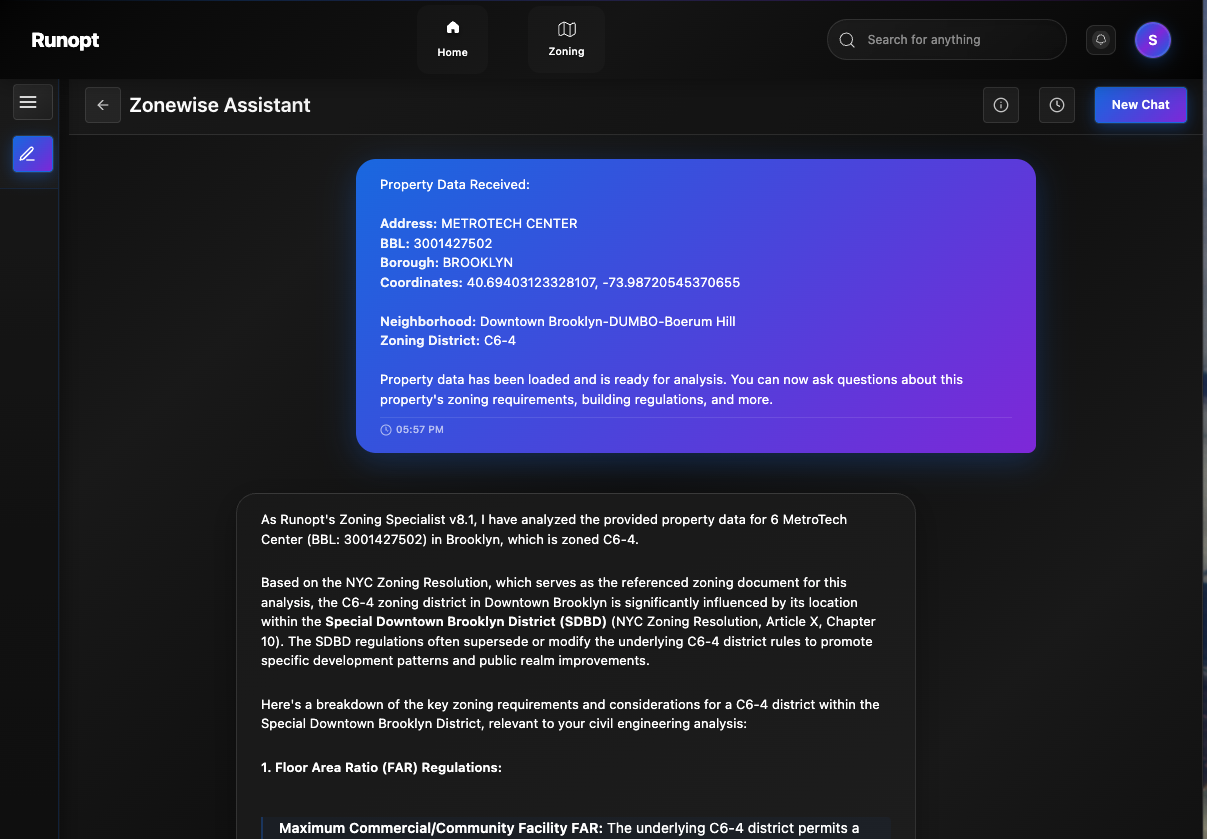 Runopt
Home
Zoning
Search for anything
S
Zonewise Assistant
New Chat
Property Data Received:
Address: METROTECH CENTER
BBL: 3001427502
Borough: BROOKLYN
Coordinates: 40.69403123328107, -73.98720545370655
Neighborhood: Downtown Brooklyn-DUMBO-Boerum Hill
Zoning District: C6-4
Property data has been loaded and is ready for analysis. You can now ask questions about this
property's zoning requirements, building regulations, and more.
05:57 PM
As Runopt's Zoning Specialist v8.1, I have analyzed the provided property data for 6 MetroTech
Center (BBL: 3001427502) in Brooklyn, which is zoned C6-4.
Based on the NYC Zoning Resolution, which serves as the referenced zoning document for this
analysis, the C6-4 zoning district in Downtown Brooklyn is significantly influenced by its location
within the Special Downtown Brooklyn District (SDBD) (NYC Zoning Resolution, Article X, Chapter
10). The SDBD regulations often supersede or modify the underlying C6-4 district rules to promote
specific development patterns and public realm improvements.
Here's a breakdown of the key zoning requirements and considerations for a C6-4 district within the
Special Downtown Brooklyn District, relevant to your civil engineering analysis:
1. Floor Area Ratio (FAR) Regulations:
Maximum Commercial/Community Facility FAR: The underlying C6-4 district permits a